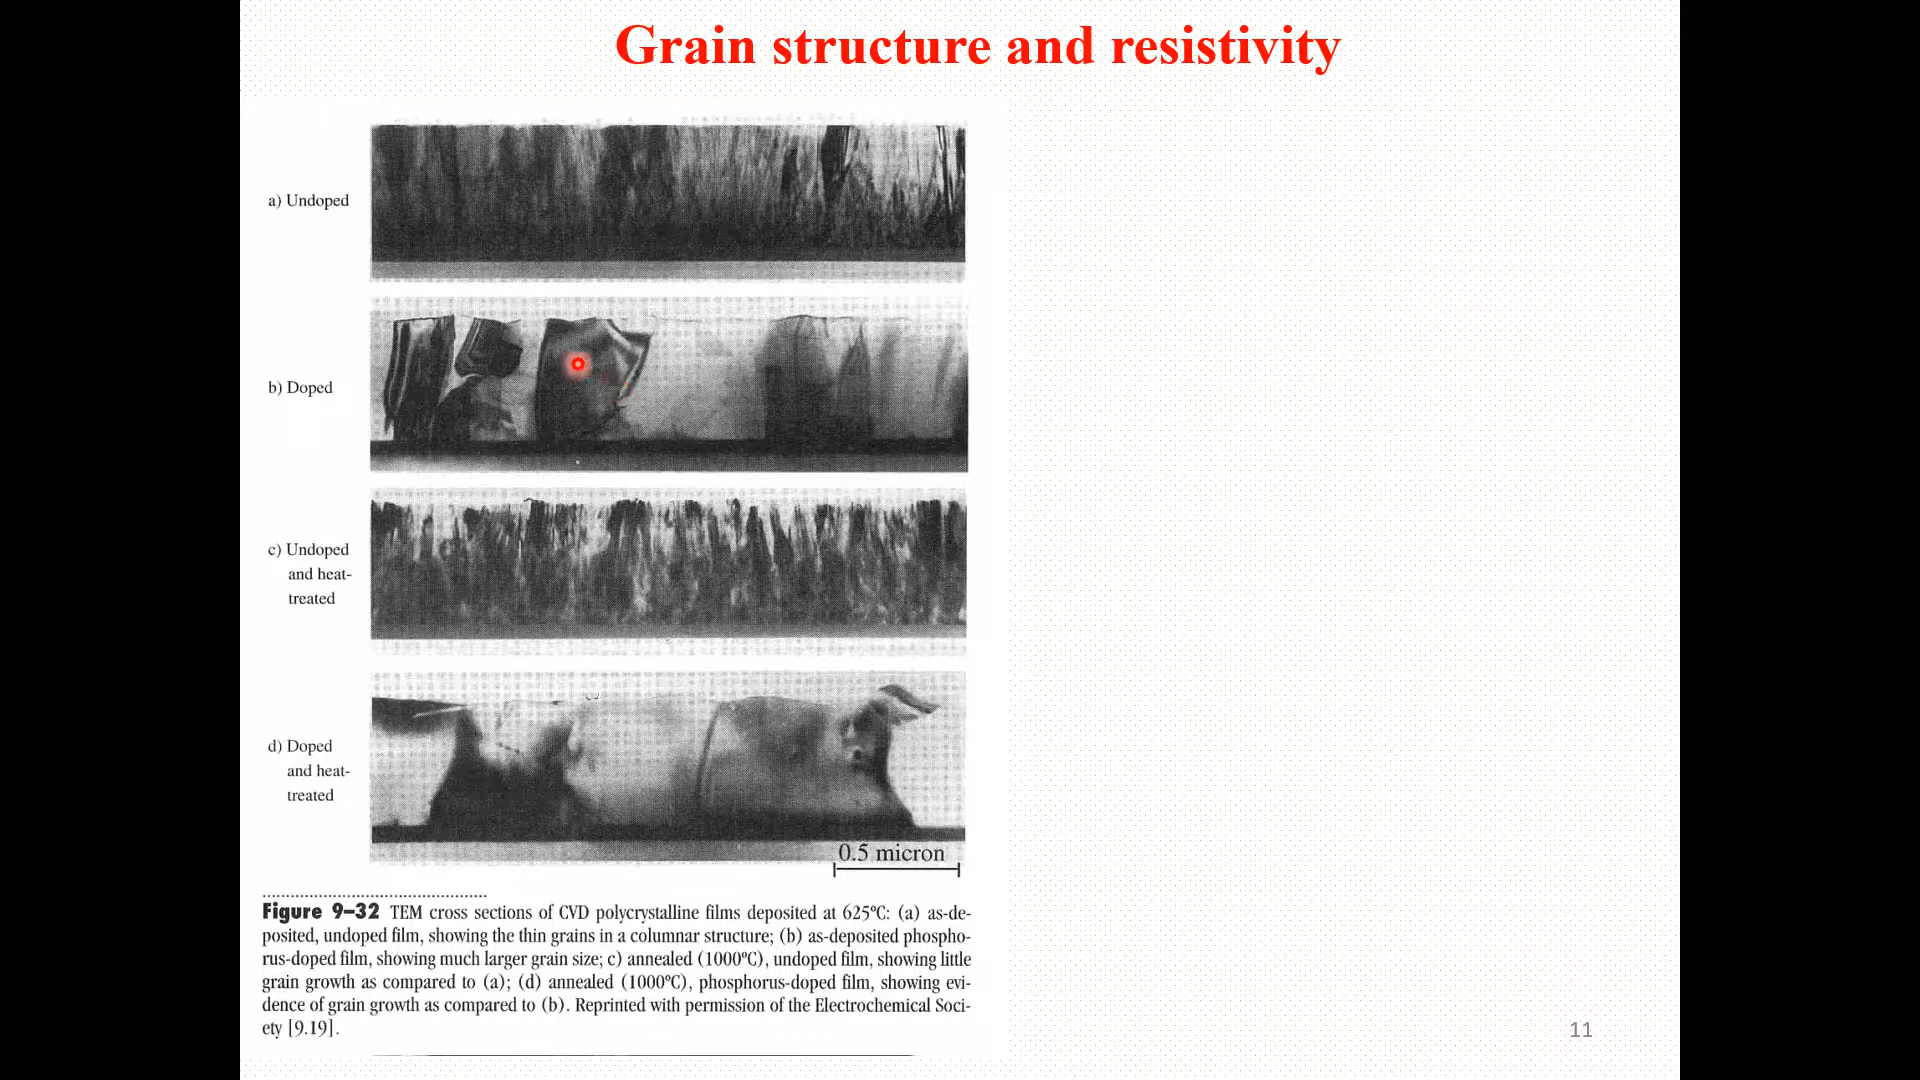 Grain structure and resistivity
a) Undoped
b) Doped
c) Undoped
and heat-
treated
d) Doped
and heat-
treated
0.5 micron
Figure 9–32 TEM cross sections of CVD polycrystalline films deposited at 625ºC: (a) as-de-
posited, undoped film, showing the thin grains in a columnar structure; (b) as-deposited phospho-
rus-doped film, showing much larger grain size; c) annealed (1000ºC), undoped film, showing little
grain growth as compared to (a); (d) annealed (1000ºC), phosphorus-doped film, showing evi-
dence of grain growth as compared to (b). Reprinted with permission of the Electrochemical Soci-
ety [9.19].
11